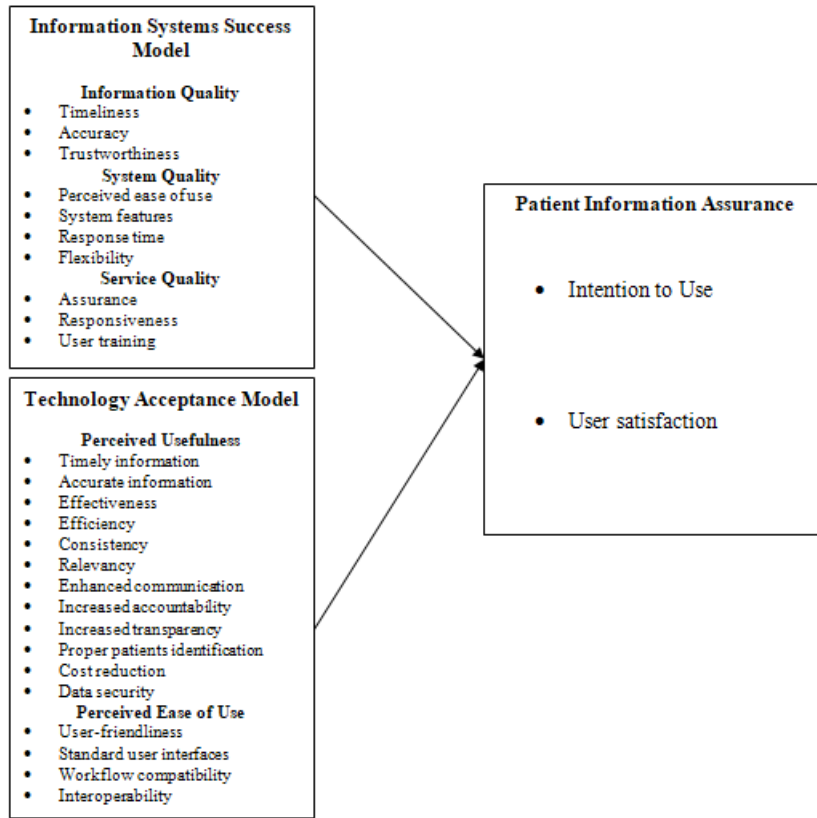 Information Systems Success
Model
Information Quality
• Timeliness
• Accuracy
• Trustworthiness
System Quality
• Perceived ease of use
• System features
• Response time
• Flexibility
Service Quality
• Assurance
• Responsiveness
• User training
Technology Acceptance Model
Perceived Usefulness
• Timely information
• Accurate information
• Effectiveness
• Efficiency
• Consistency
• Relevancy
• Enhanced communication
• Increased accountability
• Increased transparency
• Proper patients identification
• Cost reduction
• Data security
Perceived Ease of Use
• User-friendliness
• Standard user interfaces
• Workflow compatibility
• Interoperability
Patient Information Assurance
• Intention to Use
• User satisfaction